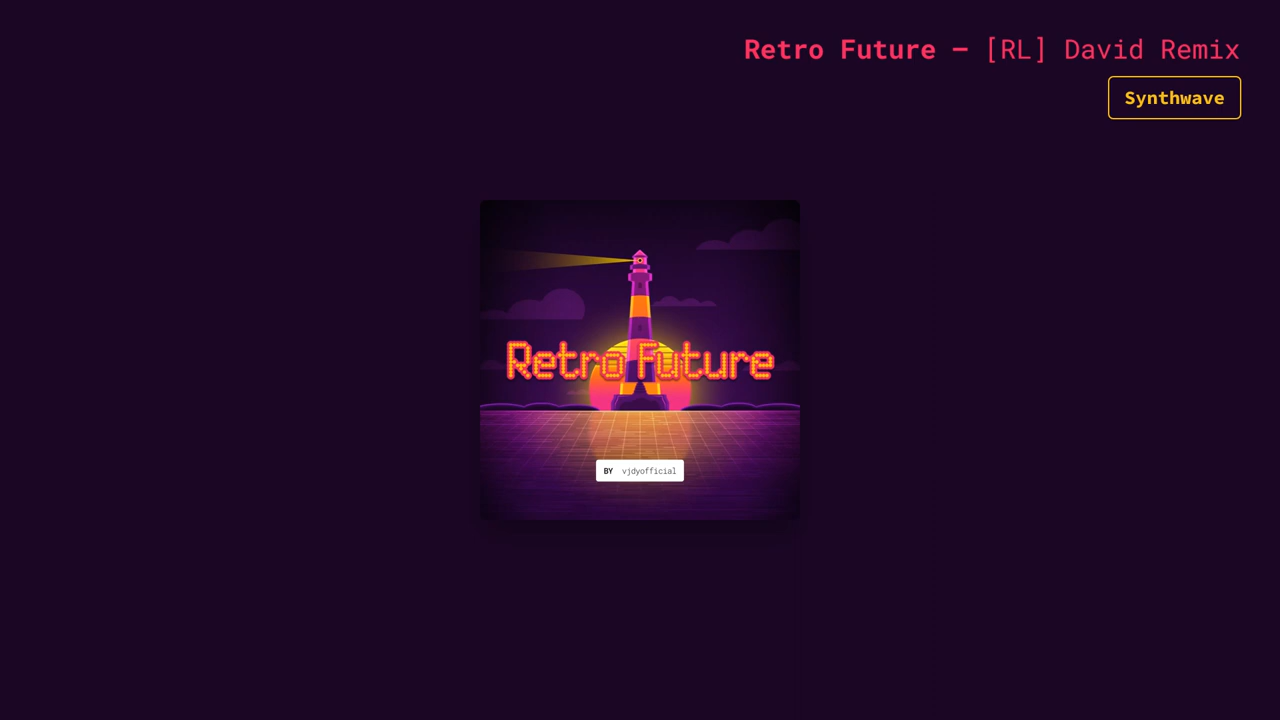 Retro Future — [RL] David Remix
Synthwave
Retro Future
BY vjdyofficial